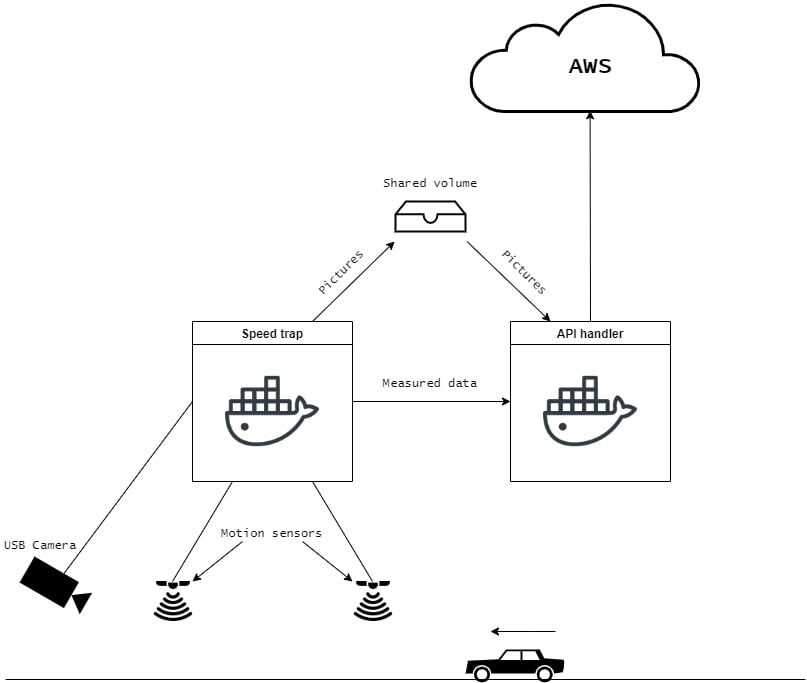 AWS
Shared volume
Pictures
Pictures
Speed trap
API handler
Measured data
Motion sensors
USB Camera